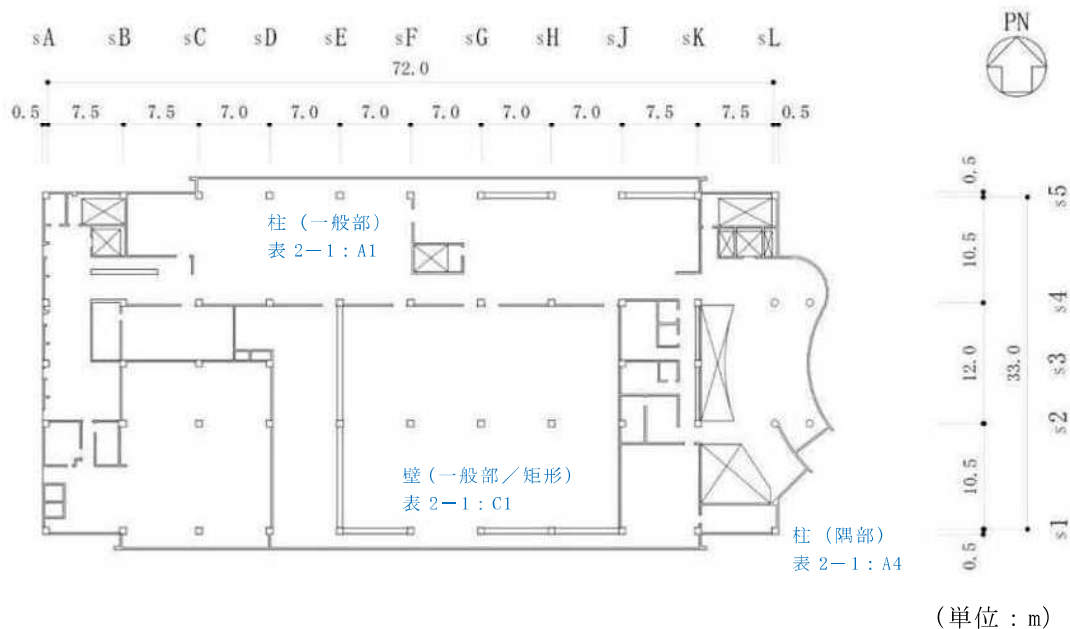 sA sB sC sD sE sF sG sH sJ sK sL
PN
72.0
0.5 7.5 7.5 7.0 7.0 7.0 7.0 7.0 7.0 7.5 7.5 0.5
柱（一般部）
表2－1：A1
壁（一般部／矩形）
表2－1：C1
柱（隅部）
表2－1：A4
0.5
10.5
12.0
10.5
0.5
33.0
s5
s4
s3
s2
s1
（単位：m）